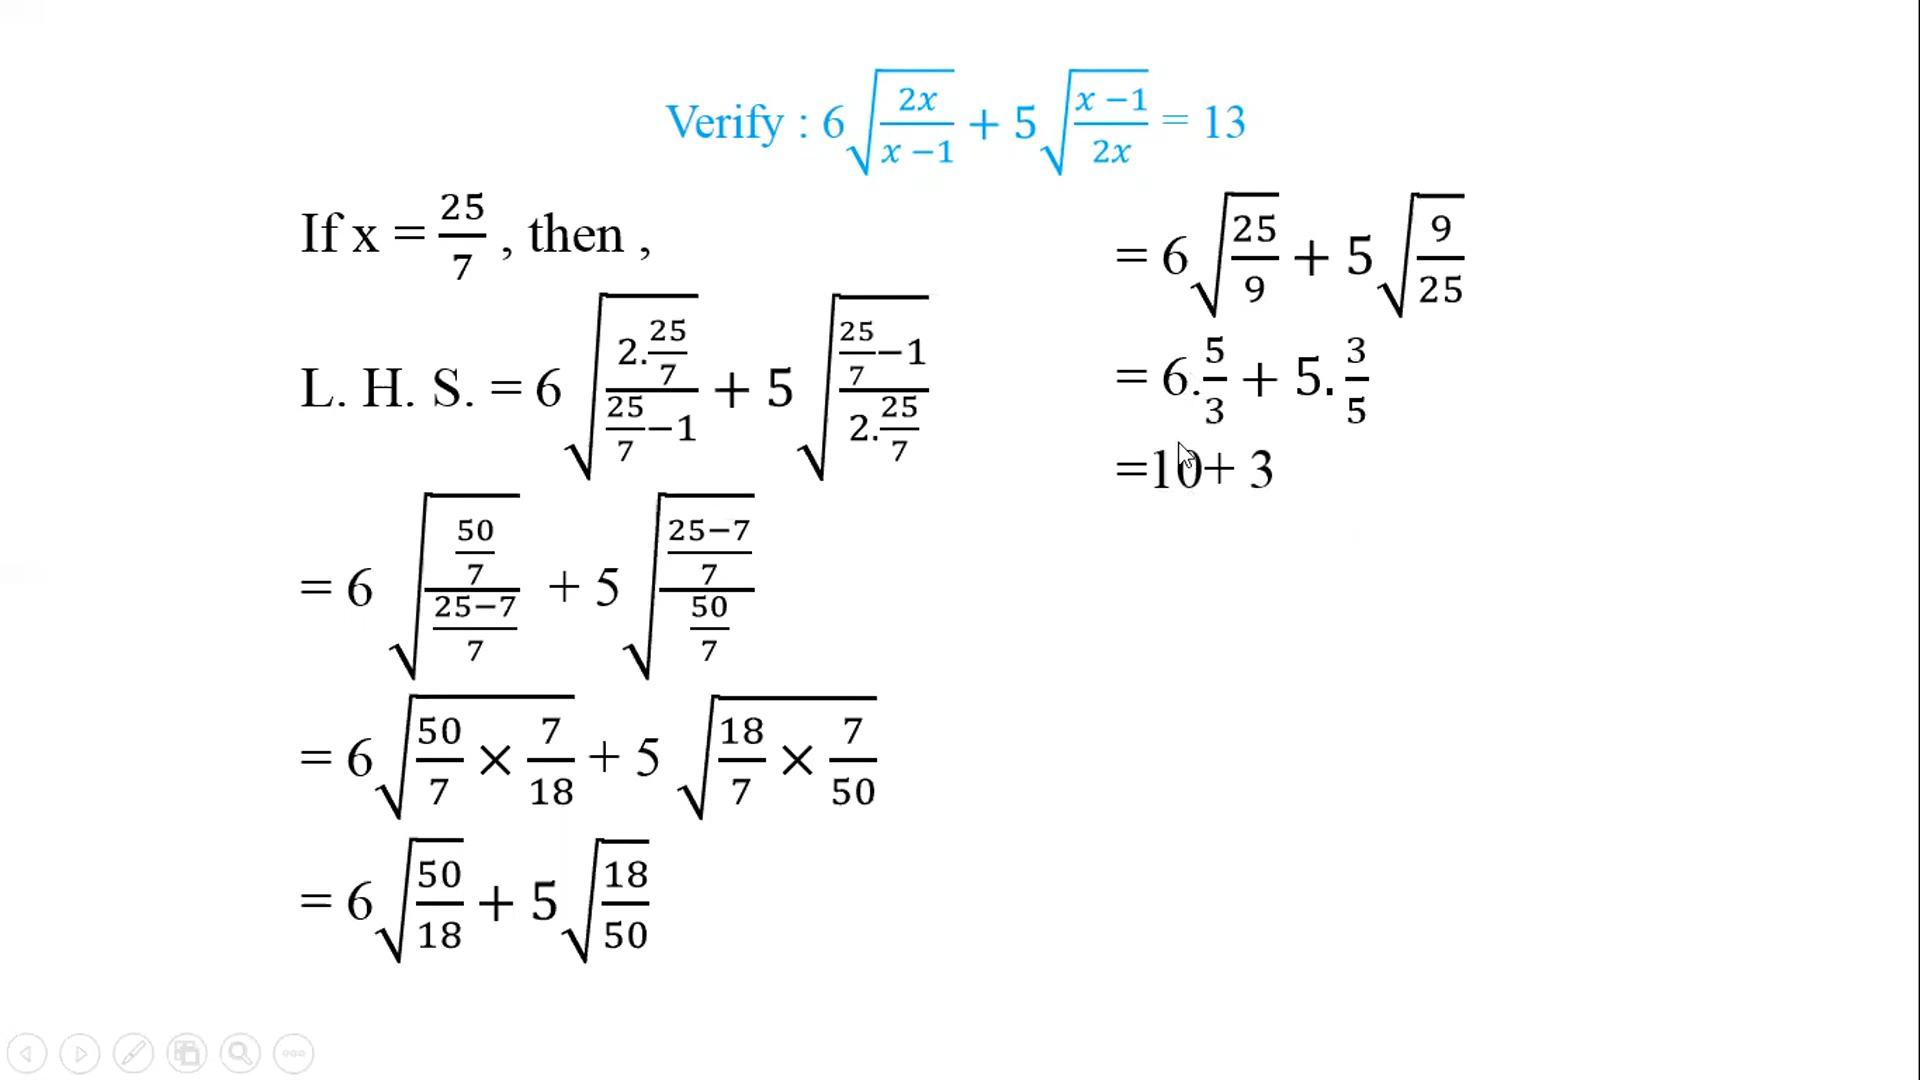 Verify : 6√(2x/(x −1)) + 5√((x −1)/2x) = 13
If x = 25/7 , then ,
L. H. S. = 6√((2.25/7)/(25/7−1)) + 5√((25/7−1)/(2.25/7))
= 6√((50/7)/((25−7)/7)) + 5√(((25−7)/7)/(50/7))
= 6√(50/7 × 7/18) + 5√(18/7 × 7/50)
= 6√(50/18) + 5√(18/50)
= 6√(25/9) + 5√(9/25)
= 6.5/3 + 5.3/5
=10+ 3